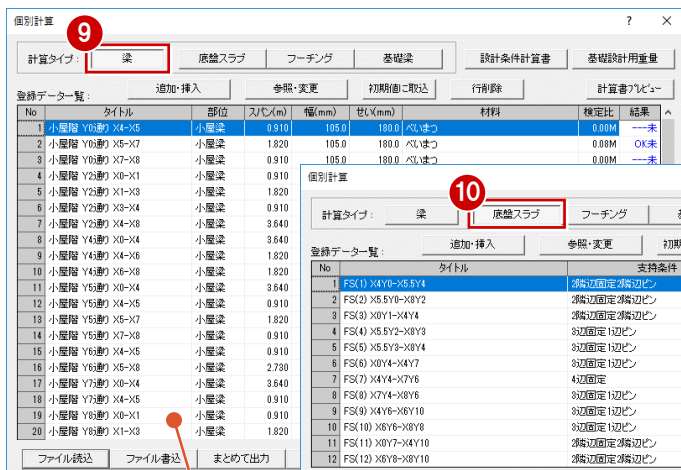 個別計算
? ×
9
計算タイプ: 梁 底盤スラブ フーチング 基礎梁 設計条件計算書 基礎設計用重量
登録データ一覧: 追加・挿入 参照・変更 初期値に取込 行削除 計算書プレビュー
No タイトル 部位 スパン(m) 幅(mm) せい(mm) 材料 検定比 結果
1 小屋階 Y0通り X4-X5 小屋梁 0.910 105.0 180.0 べいまつ 0.00M ---未
2 小屋階 Y0通り X5-X7 小屋梁 1.820 105.0 180.0 べいまつ 0.08M OK未
3 小屋階 Y0通り X7-X8 小屋梁 0.910 105.0 180.0 べいまつ 0.00M ---未
4 小屋階 Y2通り X0-X1 小屋梁 0.910
5 小屋階 Y2通り X1-X3 小屋梁 1.820
6 小屋階 Y2通り X3-X4 小屋梁 0.910
7 小屋階 Y2通り X4-X8 小屋梁 3.640
8 小屋階 Y4通り X0-X4 小屋梁 3.640
9 小屋階 Y4通り X4-X6 小屋梁 1.820
10 小屋階 Y4通り X6-X8 小屋梁 1.820
11 小屋階 Y5通り X0-X4 小屋梁 3.640
12 小屋階 Y5通り X4-X5 小屋梁 0.910
13 小屋階 Y5通り X5-X7 小屋梁 1.820
14 小屋階 Y5通り X7-X8 小屋梁 0.910
15 小屋階 Y6通り X4-X5 小屋梁 0.910
16 小屋階 Y6通り X5-X8 小屋梁 2.730
17 小屋階 Y7通り X0-X4 小屋梁 3.640
18 小屋階 Y7通り X4-X5 小屋梁 0.910
19 小屋階 Y8通り X0-X1 小屋梁 0.910
20 小屋階 Y8通り X1-X3 小屋梁 1.820
ファイル読込 ファイル書込 まとめて出力
個別計算
10
計算タイプ: 梁 底盤スラブ フーチング
登録データ一覧: 追加・挿入 参照・変更 初期
No タイトル 支持条件
1 FS(1) X4Y0-X5.5Y4 2隣辺固定2隣辺ピン
2 FS(2) X5.5Y0-X8Y2 2隣辺固定2隣辺ピン
3 FS(3) X0Y1-X4Y4 2隣辺固定2隣辺ピン
4 FS(4) X5.5Y2-X8Y3 3辺固定1辺ピン
5 FS(5) X5.5Y3-X8Y4 3辺固定1辺ピン
6 FS(6) X0Y4-X4Y7 3辺固定1辺ピン
7 FS(7) X4Y4-X7Y6 4辺固定
8 FS(8) X7Y4-X8Y6 3辺固定1辺ピン
9 FS(9) X4Y6-X6Y10 3辺固定1辺ピン
10 FS(10) X6Y6-X8Y8 3辺固定1辺ピン
11 FS(11) X0Y7-X4Y10 2隣辺固定2隣辺ピン
12 FS(12) X6Y8-X8Y10 2隣辺固定2隣辺ピン